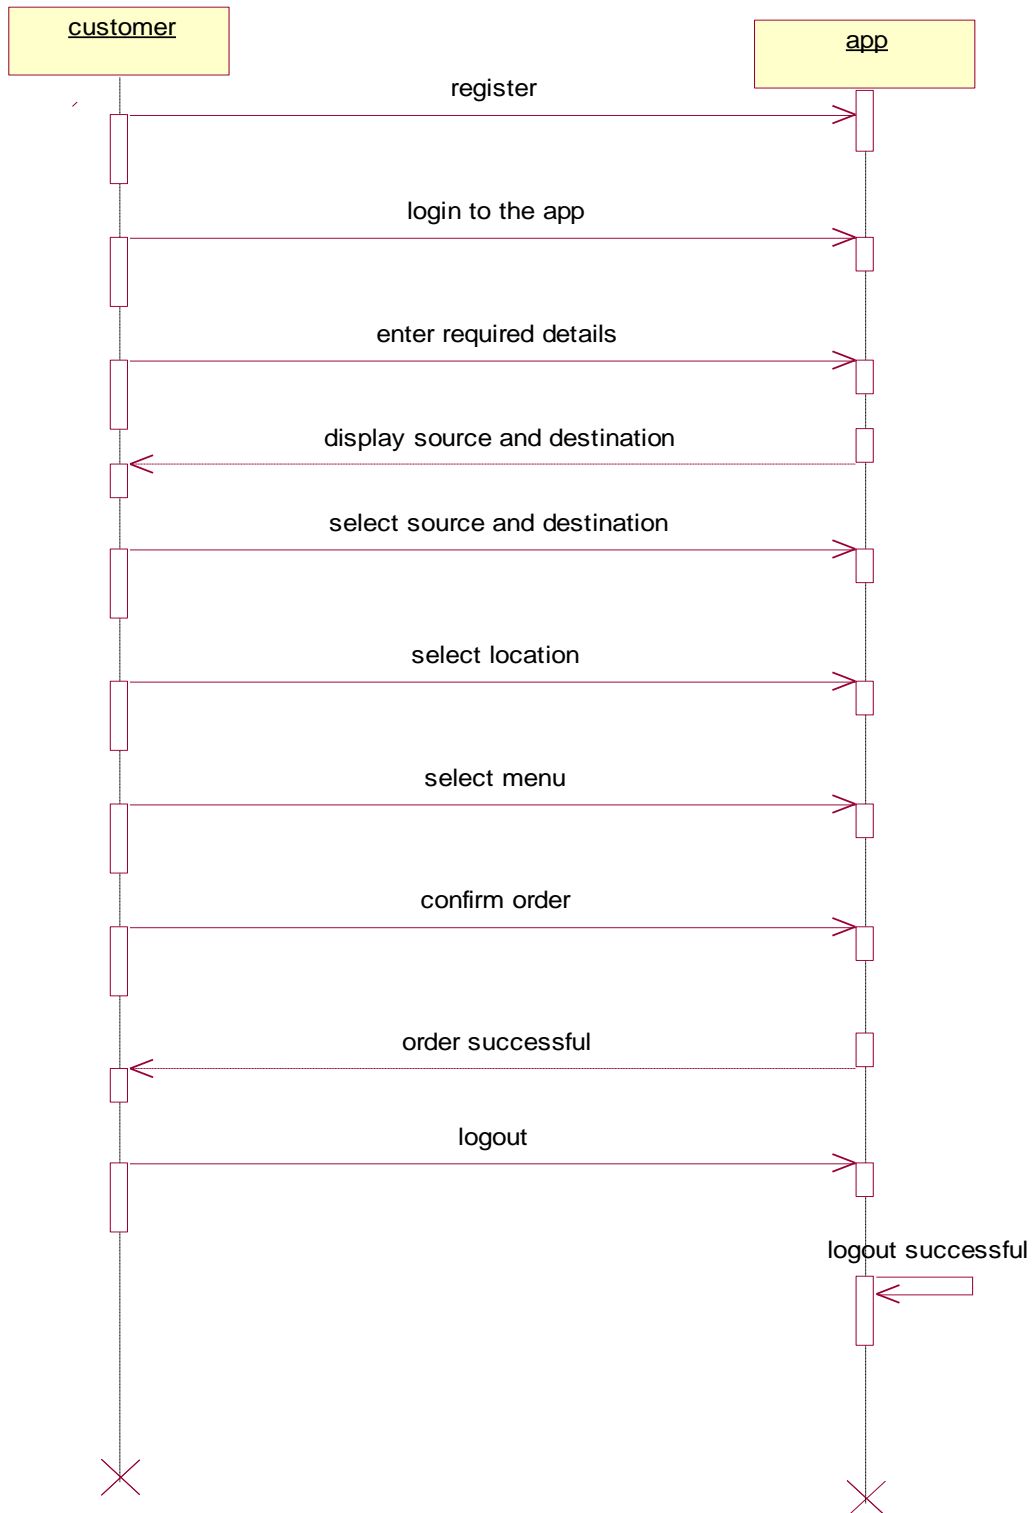 customer
app
register
login to the app
enter required details
display source and destination
select source and destination
select location
select menu
confirm order
order successful
logout
logout successful